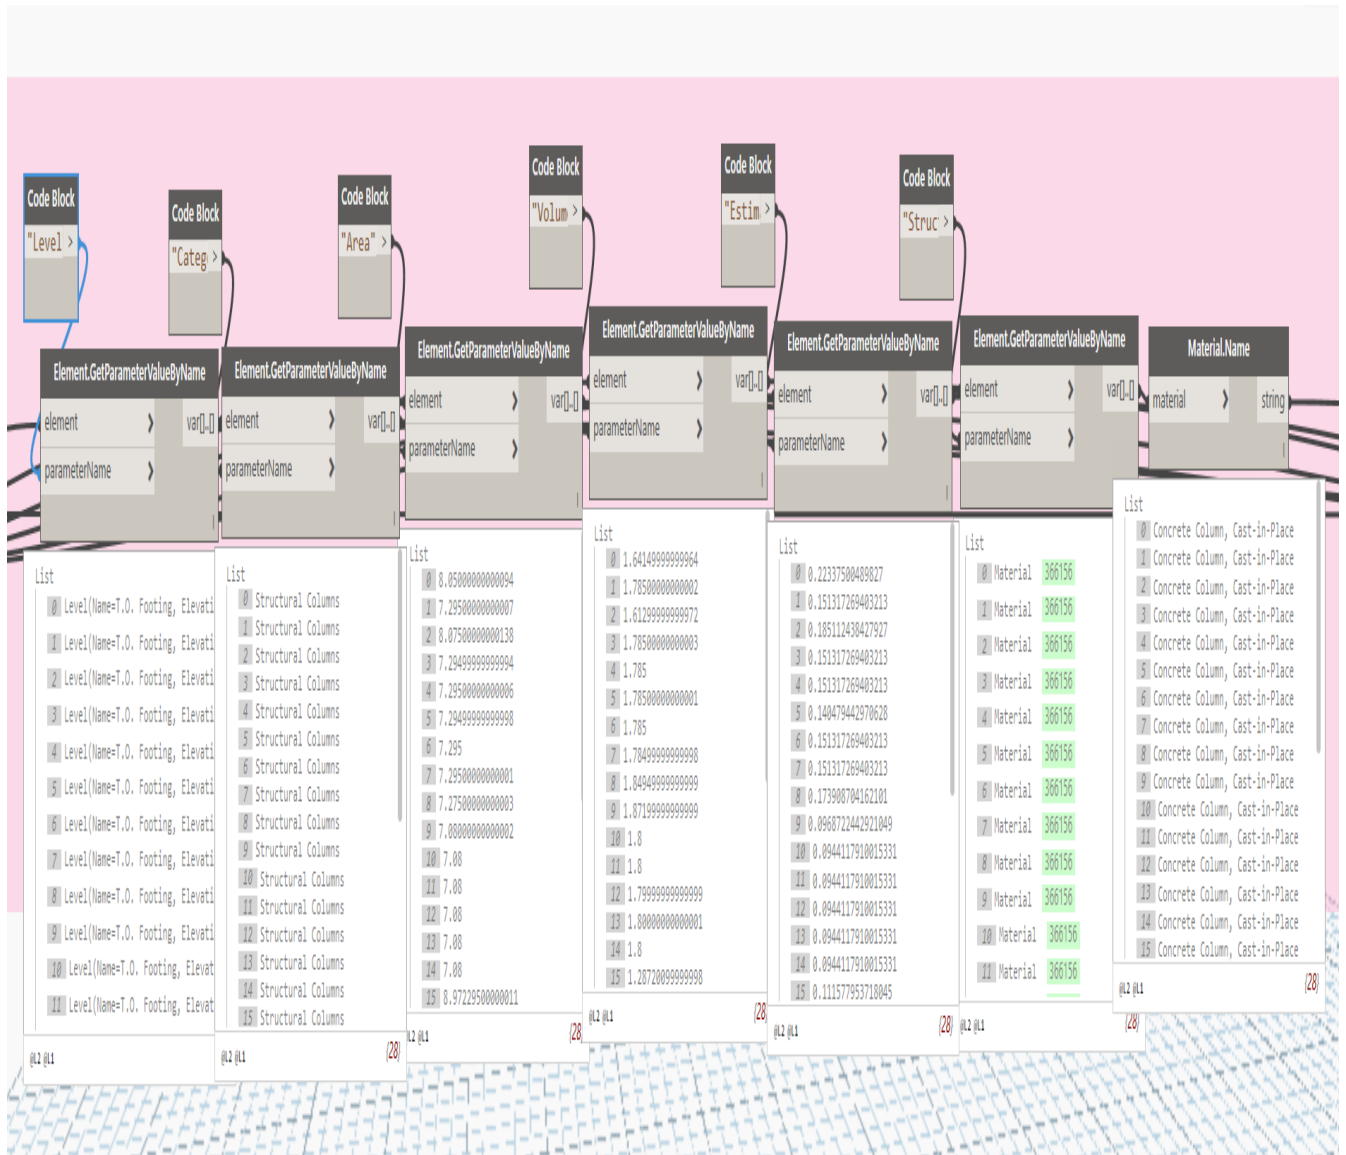 Code Block
"Level >
Code Block
"Categ >
Code Block
"Area" >
Code Block
"Volum >
Code Block
"Estim >
Code Block
"Struc >
Element.GetParameterValueByName
element > var[]..[]
parameterName >
|
Element.GetParameterValueByName
element > var[]..[]
parameterName >
|
Element.GetParameterValueByName
element > var[]..[]
parameterName >
|
Element.GetParameterValueByName
element > var[]..[]
parameterName >
|
Element.GetParameterValueByName
element > var[]..[]
parameterName >
|
Element.GetParameterValueByName
element > var[]..[]
parameterName >
Material.Name
material > string
|
List
0 Level(Name=T.O. Footing, Elevati
1 Level(Name=T.O. Footing, Elevati
2 Level(Name=T.O. Footing, Elevati
3 Level(Name=T.O. Footing, Elevati
4 Level(Name=T.O. Footing, Elevati
5 Level(Name=T.O. Footing, Elevati
6 Level(Name=T.O. Footing, Elevati
7 Level(Name=T.O. Footing, Elevati
8 Level(Name=T.O. Footing, Elevati
9 Level(Name=T.O. Footing, Elevati
10 Level(Name=T.O. Footing, Elevat
11 Level(Name=T.O. Footing, Elevat
@L2 @L1
List
0 Structural Columns
1 Structural Columns
2 Structural Columns
3 Structural Columns
4 Structural Columns
5 Structural Columns
6 Structural Columns
7 Structural Columns
8 Structural Columns
9 Structural Columns
10 Structural Columns
11 Structural Columns
12 Structural Columns
13 Structural Columns
14 Structural Columns
15 Structural Columns
@L2 @L1 {28}
List
0 8.05000000000094
1 7.29500000000007
2 8.07500000000138
3 7.29499999999994
4 7.29500000000006
5 7.29499999999998
6 7.295
7 7.29500000000001
8 7.27500000000003
9 7.08000000000002
10 7.08
11 7.08
12 7.08
13 7.08
14 7.08
15 8.97229500000011
L2 @L1 {28
List
0 1.64149999999964
1 1.78500000000002
2 1.61299999999972
3 1.78500000000003
4 1.785
5 1.78500000000001
6 1.785
7 1.78499999999998
8 1.84949999999999
9 1.87199999999999
10 1.8
11 1.8
12 1.79999999999999
13 1.80000000000001
14 1.8
15 1.28720099999998
@L2 @L1 {28
List
0 0.22337500489827
1 0.151317269403213
2 0.185112438427927
3 0.151317269403213
4 0.151317269403213
5 0.140479442970628
6 0.151317269403213
7 0.151317269403213
8 0.173908704162101
9 0.0968722442921049
10 0.0944117910015331
11 0.0944117910015331
12 0.0944117910015331
13 0.0944117910015331
14 0.0944117910015331
15 0.111577953718045
@L2 @L1 {28}
List
0 Material 366156
1 Material 366156
2 Material 366156
3 Material 366156
4 Material 366156
5 Material 366156
6 Material 366156
7 Material 366156
8 Material 366156
9 Material 366156
10 Material 366156
11 Material 366156
@L2 @L1 {28}
List
0 Concrete Column, Cast-in-Place
1 Concrete Column, Cast-in-Place
2 Concrete Column, Cast-in-Place
3 Concrete Column, Cast-in-Place
4 Concrete Column, Cast-in-Place
5 Concrete Column, Cast-in-Place
6 Concrete Column, Cast-in-Place
7 Concrete Column, Cast-in-Place
8 Concrete Column, Cast-in-Place
9 Concrete Column, Cast-in-Place
10 Concrete Column, Cast-in-Place
11 Concrete Column, Cast-in-Place
12 Concrete Column, Cast-in-Place
13 Concrete Column, Cast-in-Place
14 Concrete Column, Cast-in-Place
15 Concrete Column, Cast-in-Place
@L2 @L1 {28}